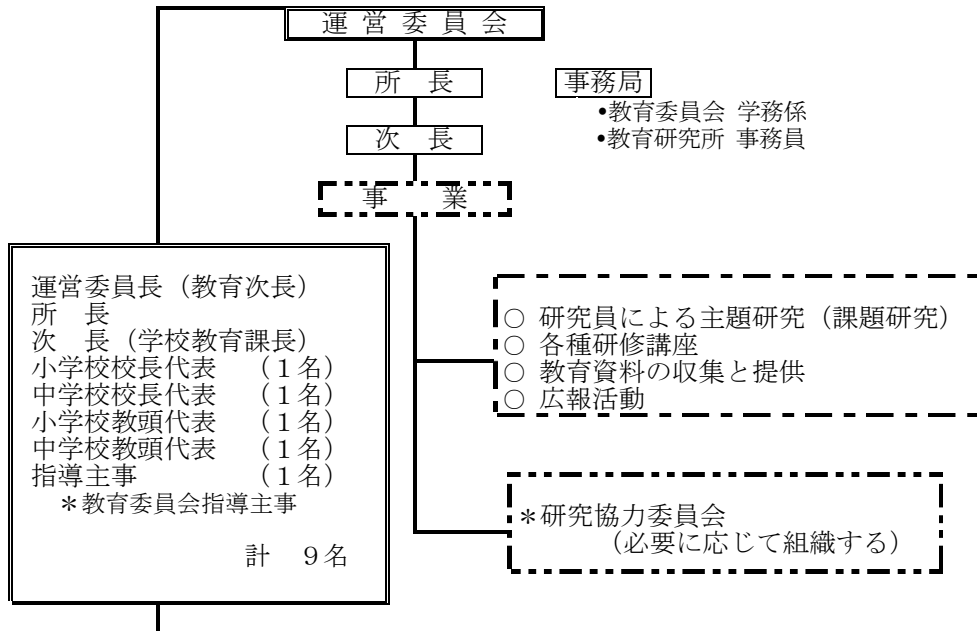 運 営 委 員 会
所 長
事務局
•教育委員会 学務係
•教育研究所 事務員
次 長
事 業
運営委員長（教育次長）
所 長
次 長（学校教育課長）
小学校校長代表 （１名）
中学校校長代表 （１名）
小学校教頭代表 （１名）
中学校教頭代表 （１名）
指導主事 （１名）
＊教育委員会指導主事
計 ９名
○ 研究員による主題研究（課題研究）
○ 各種研修講座
○ 教育資料の収集と提供
○ 広報活動
＊研究協力委員会
（必要に応じて組織する）